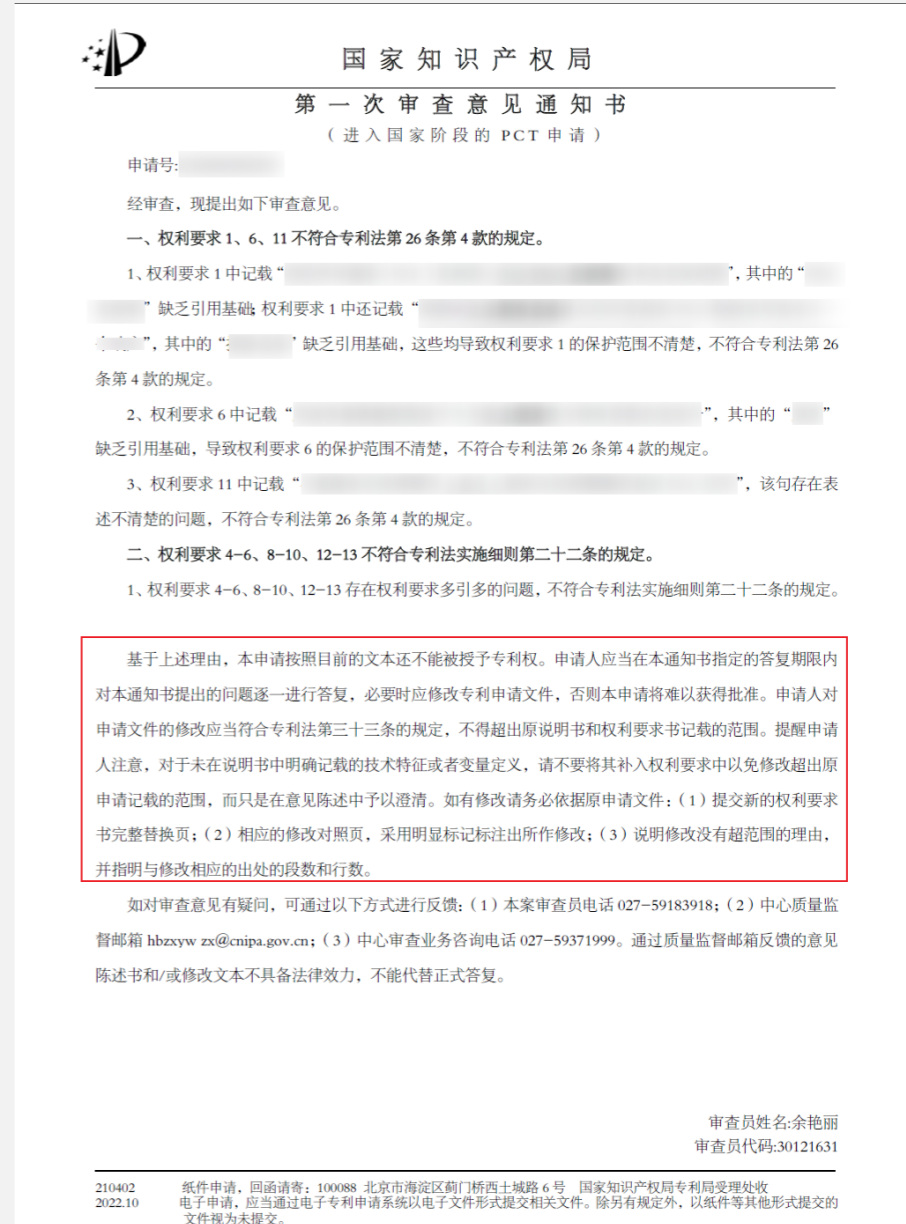 国家知识产权局
第一次审查意见通知书
（进入国家阶段的 PCT 申请）
申请号:
经审查，现提出如下审查意见。
一、权利要求 1、6、11 不符合专利法第 26 条第 4 款的规定。
1、权利要求 1 中记载“ ”，其中的“
”缺乏引用基础; 权利要求 1 中还记载“
”，其中的“ ”缺乏引用基础，这些均导致权利要求 1 的保护范围不清楚，不符合专利法第 26
条第 4 款的规定。
2、权利要求 6 中记载“ ”，其中的“ ”
缺乏引用基础，导致权利要求 6 的保护范围不清楚，不符合专利法第 26 条第 4 款的规定。
3、权利要求 11 中记载“ ”，该句存在表
述不清楚的问题，不符合专利法第 26 条第 4 款的规定。
二、权利要求 4-6、8-10、12-13 不符合专利法实施细则第二十二条的规定。
1、权利要求 4-6、8-10、12-13 存在权利要求多引多的问题，不符合专利法实施细则第二十二条的规定。
基于上述理由，本申请按照目前的文本还不能被授予专利权。申请人应当在本通知书指定的答复期限内
对本通知书提出的问题逐一进行答复，必要时应修改专利申请文件，否则本申请将难以获得批准。申请人对
申请文件的修改应当符合专利法第三十三条的规定，不得超出原说明书和权利要求书记载的范围。提醒申请
人注意，对于未在说明书中明确记载的技术特征或者变量定义，请不要将其补入权利要求中以免修改超出原
申请记载的范围，而只是在意见陈述中予以澄清。如有修改请务必依据原申请文件：（1）提交新的权利要求
书完整替换页；（2）相应的修改对照页，采用明显标记标注出所作修改；（3）说明修改没有超范围的理由，
并指明与修改相应的出处的段数和行数。
如对审查意见有疑问，可通过以下方式进行反馈：（1）本案审查员电话 027-59183918；（2）中心质量监
督邮箱 hbzxyw zx@cnipa.gov.cn；（3）中心审查业务咨询电话 027-59371999。通过质量监督邮箱反馈的意见
陈述书和/或修改文本不具备法律效力，不能代替正式答复。
审查员姓名:余艳丽
审查员代码:30121631
210402 纸件申请，回函请寄：100088 北京市海淀区蓟门桥西土城路 6 号 国家知识产权局专利局受理处收
2022.10 电子申请，应当通过电子专利申请系统以电子文件形式提交相关文件。除另有规定外，以纸件等其他形式提交的
文件视为未提交。